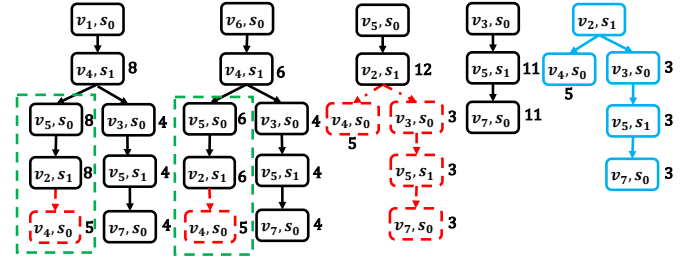 v₁, s₀ v₆, s₀ v₅, s₀ v₃, s₀ v₂, s₁
v₄, s₁ 8 v₄, s₁ 6 v₂, s₁ 12 v₅, s₁ 11 v₄, s₀ 5 v₃, s₀ 3
v₅, s₀ 8 v₃, s₀ 4 v₅, s₀ 6 v₃, s₀ 4 v₄, s₀ 5 v₃, s₀ 3 v₇, s₀ 11 v₅, s₁ 3
v₂, s₁ 8 v₅, s₁ 4 v₂, s₁ 6 v₅, s₁ 4 v₅, s₁ 3 v₇, s₀ 3
v₄, s₀ 5 v₇, s₀ 4 v₄, s₀ 5 v₇, s₀ 4 v₇, s₀ 3